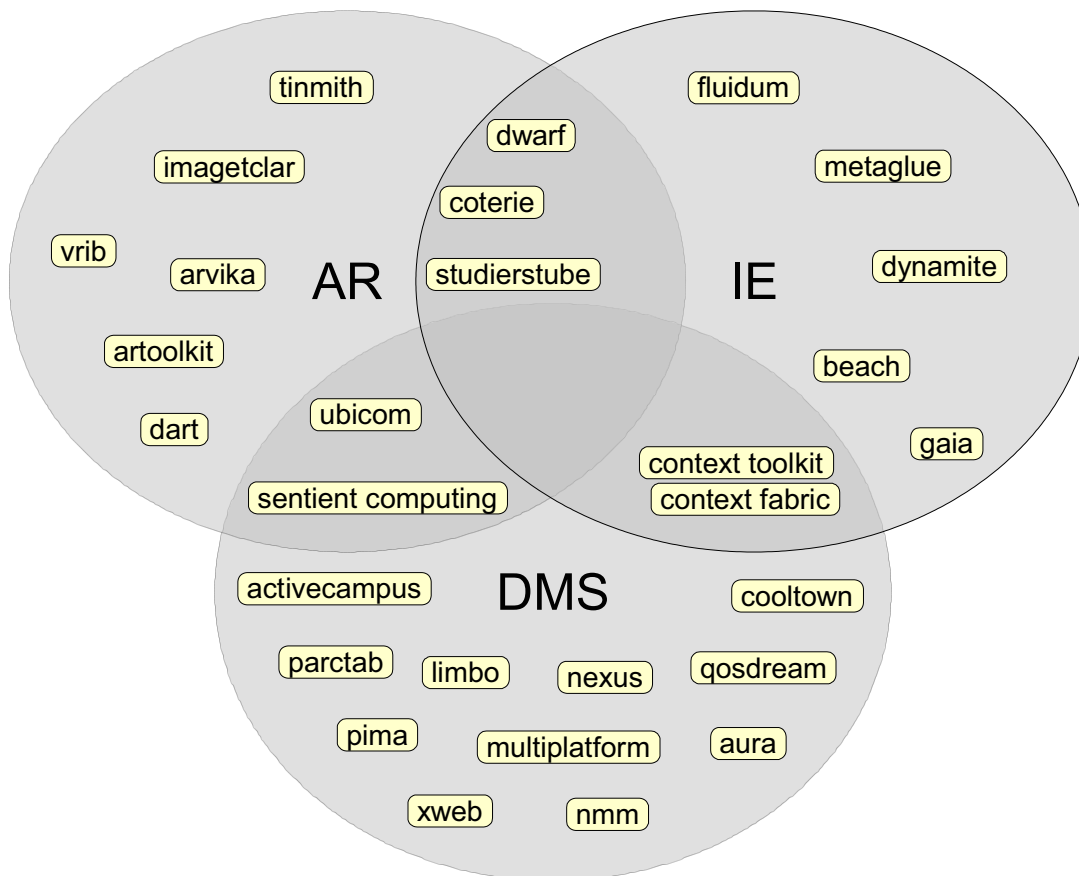 tinmith
fluidum
dwarf
imagetclar
metaglue
coterie
vrib
arvika
AR
studierstube
IE
dynamite
artoolkit
beach
ubicom
dart
gaia
context toolkit
sentient computing
context fabric
activecampus
DMS
cooltown
parctab
limbo
nexus
qosdream
pima
multiplatform
aura
xweb
nmm